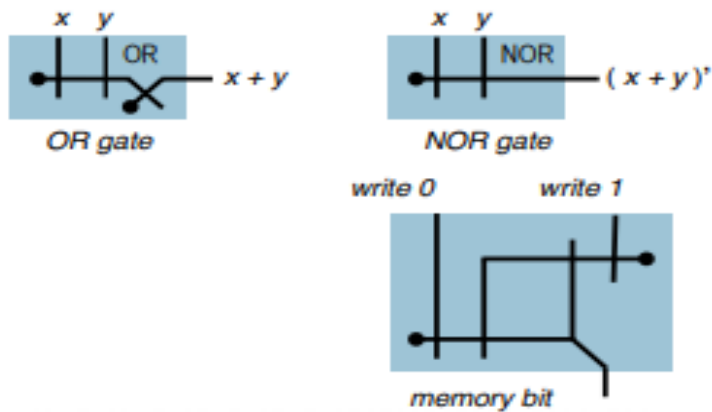 x y
OR
x + y
OR gate
x y
NOR
( x + y )'
NOR gate
write 0 write 1
memory bit